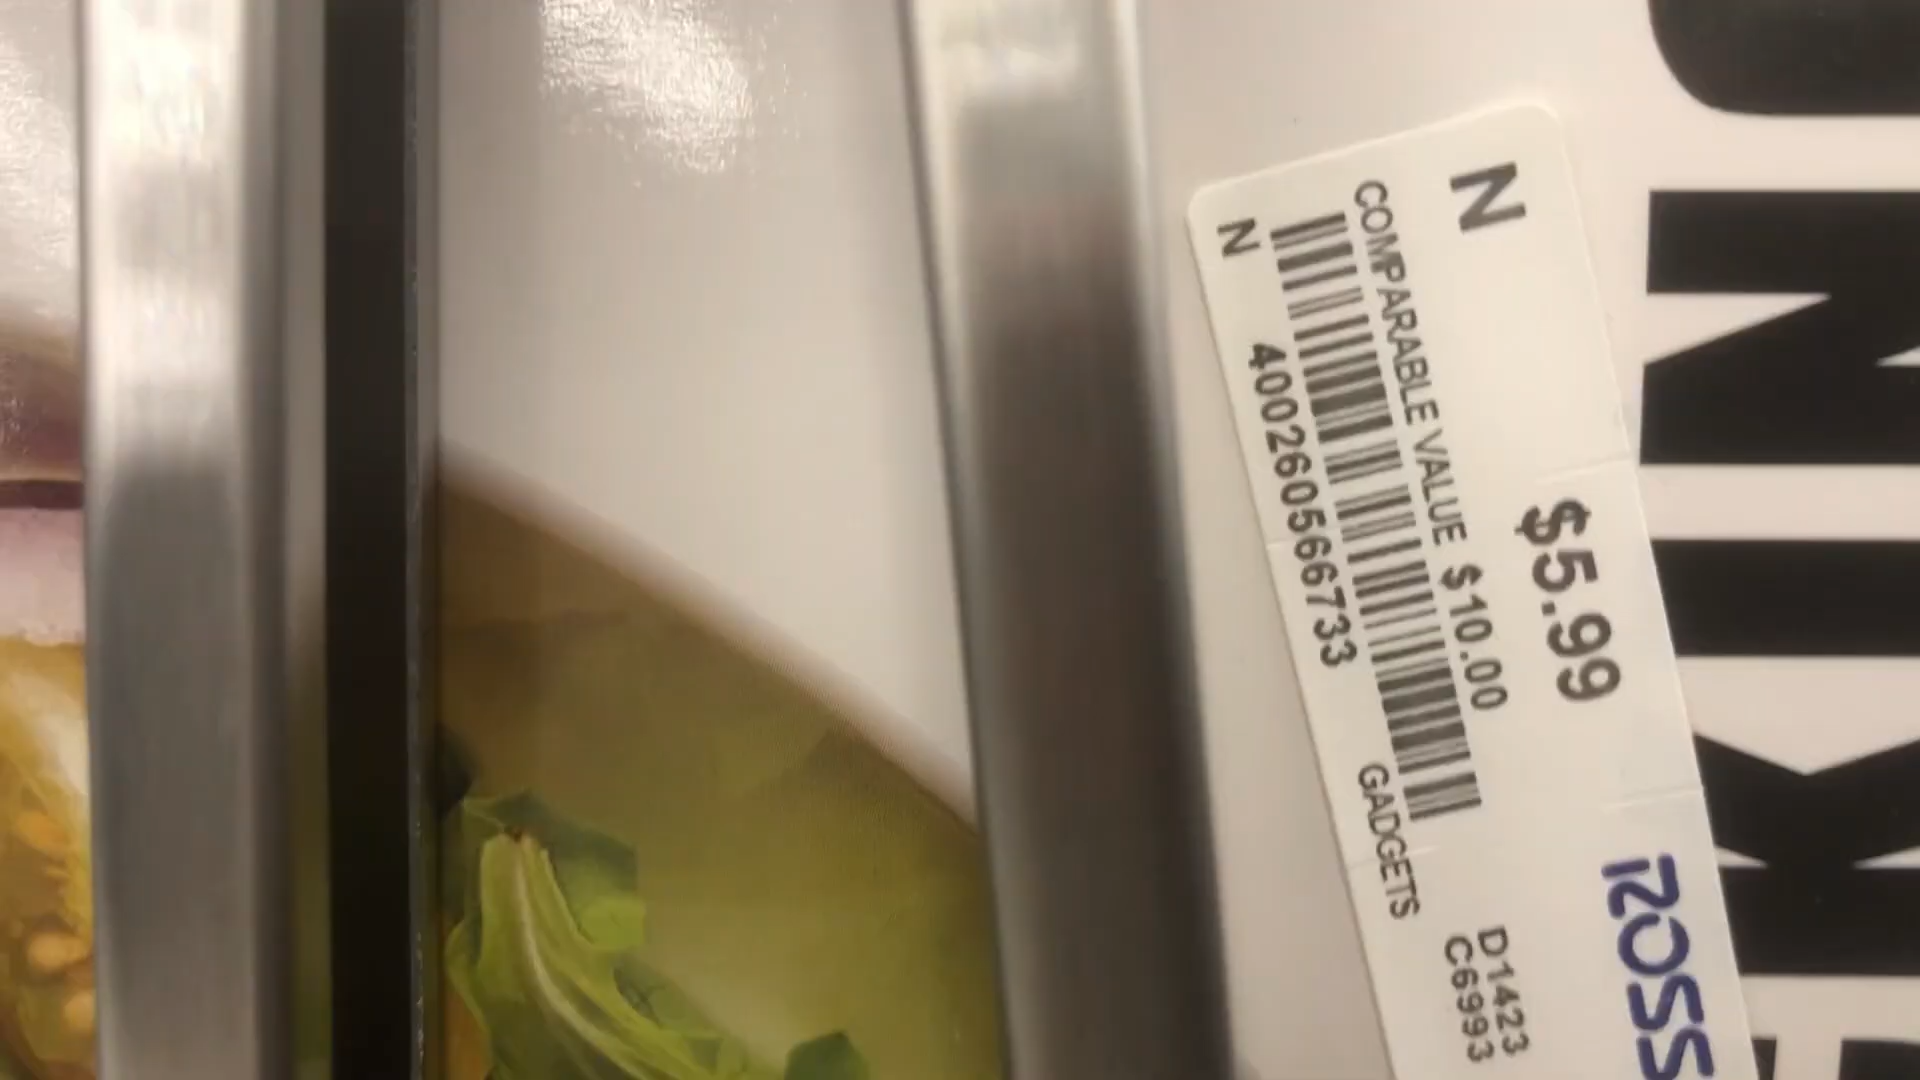 ROSS
D1423
C6993
$5.99
N
COMPARABLE VALUE $10.00
400260566733
N
GADGETS